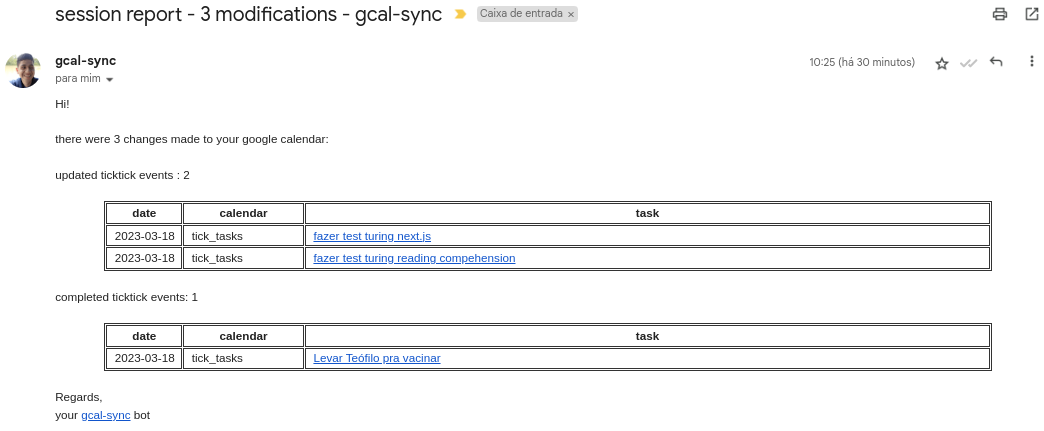 session report - 3 modifications - gcal-sync Caixa de entrada ×
gcal-sync 10:25 (há 30 minutos)
para mim
Hi!
there were 3 changes made to your google calendar:
updated ticktick events : 2
date calendar task
2023-03-18 tick_tasks fazer test turing next.js
2023-03-18 tick_tasks fazer test turing reading compehension
completed ticktick events: 1
date calendar task
2023-03-18 tick_tasks Levar Teófilo pra vacinar
Regards,
your gcal-sync bot